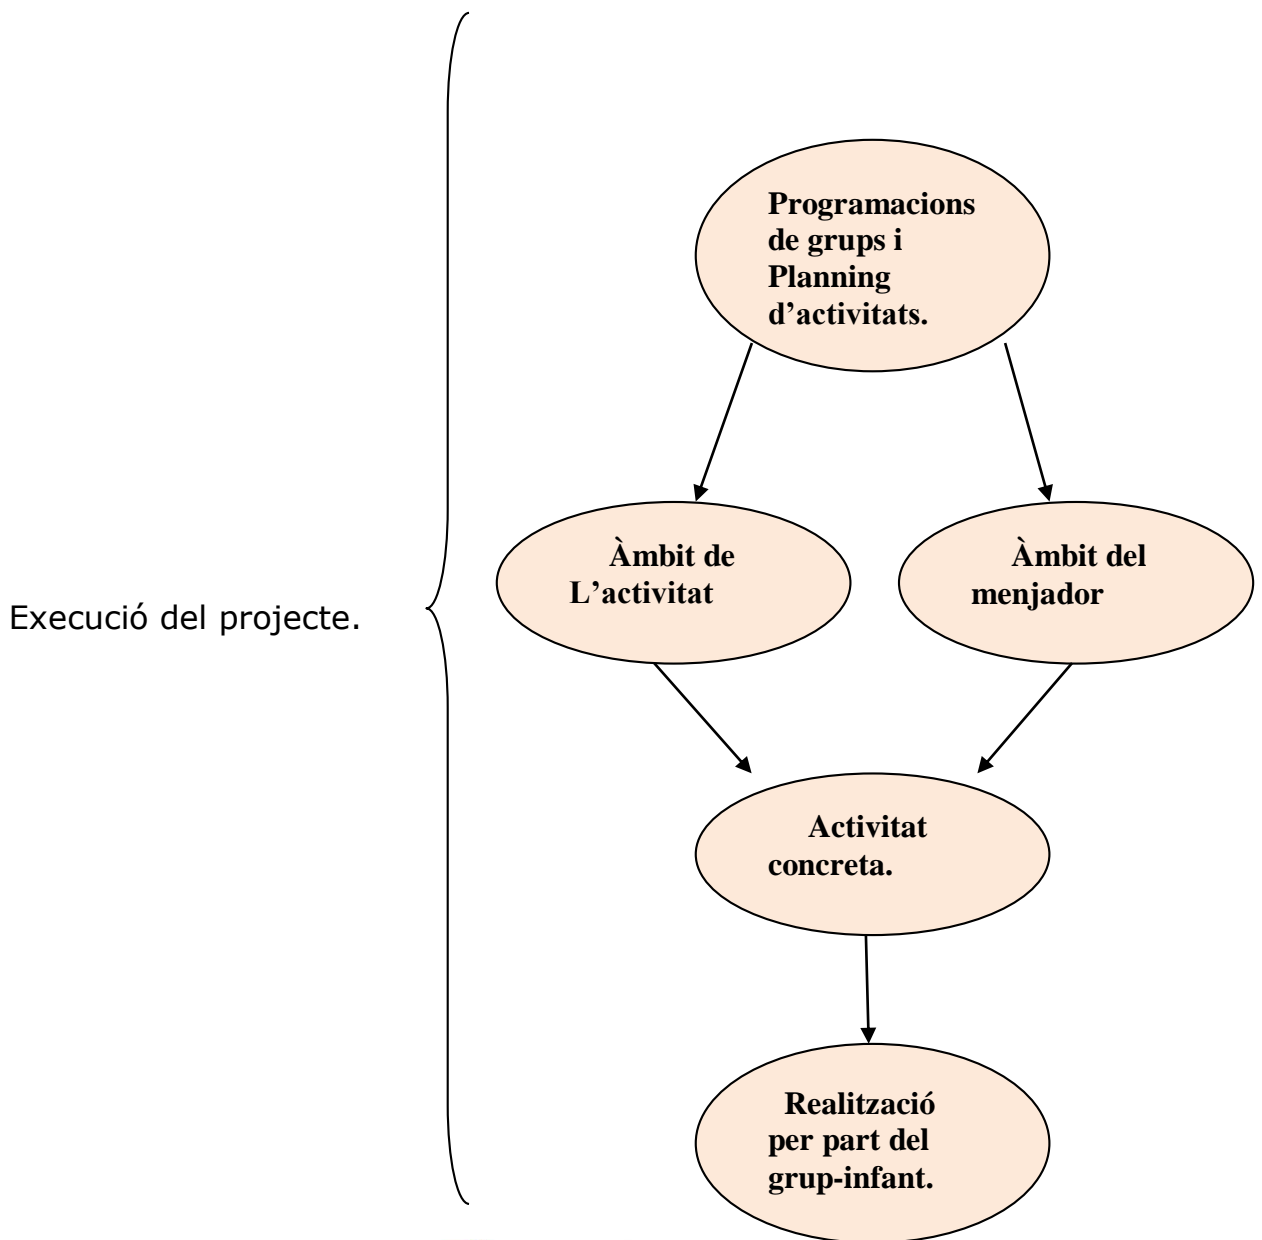 Programacions
de grups i
Planning
d’activitats.
Àmbit de
L’activitat
Àmbit del
menjador
Execució del projecte.
Activitat
concreta.
Realització
per part del
grup-infant.